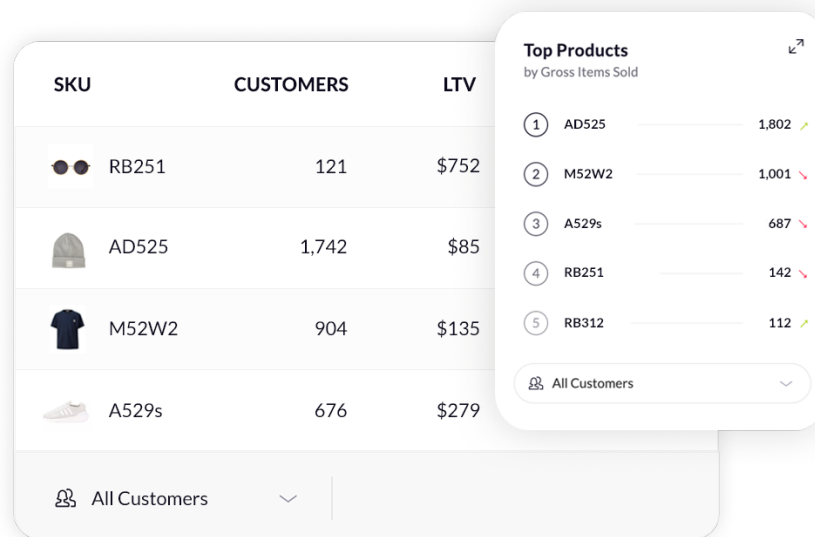 SKU CUSTOMERS LTV
RB251 121 $752
AD525 1,742 $85
M52W2 904 $135
A529s 676 $279
All Customers
Top Products
by Gross Items Sold
1 AD525 1,802
2 M52W2 1,001
3 A529s 687
4 RB251 142
5 RB312 112
All Customers